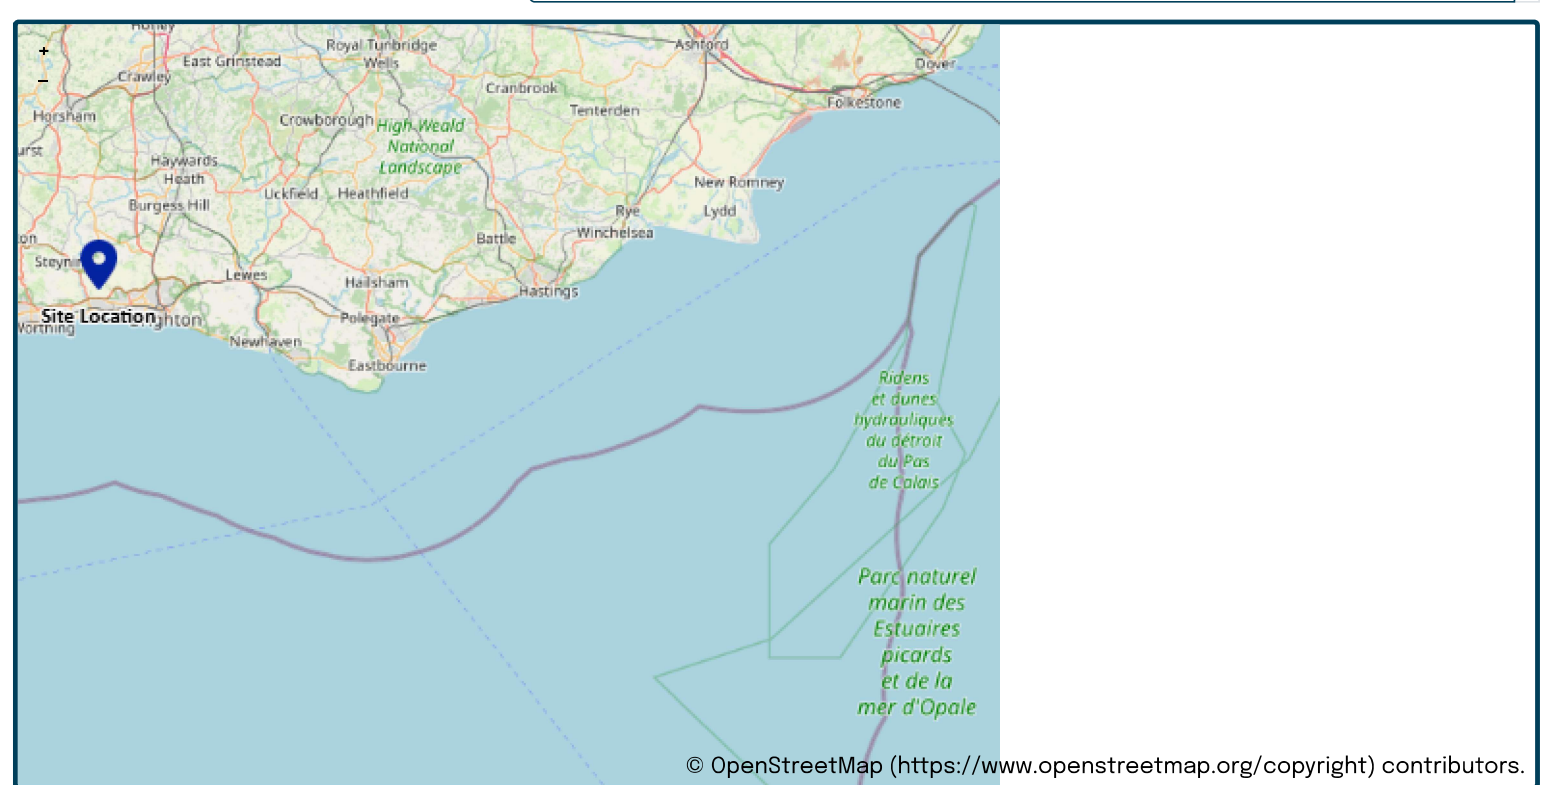 +
−
Royal Tunbridge
Wells
Ashford
East Grinstead
Dover
Crawley
Cranbrook
Folkestone
Tenterden
Horsham
Crowborough
High Weald
National
Landscape
urst
Haywards
Heath
New Romney
Uckfield
Heathfield
Burgess Hill
Rye
Lydd
Winchelsea
Battle
on
Steynin
Lewes
Hailsham
Hastings
Site Location
Polegate
Worthing
Newhaven
Eastbourne
Ridens
et dunes
hydrauliques
du détroit
du Pas
de Calais
Parc naturel
marin des
Estuaires
picards
et de la
mer d'Opale
© OpenStreetMap (https://www.openstreetmap.org/copyright) contributors.